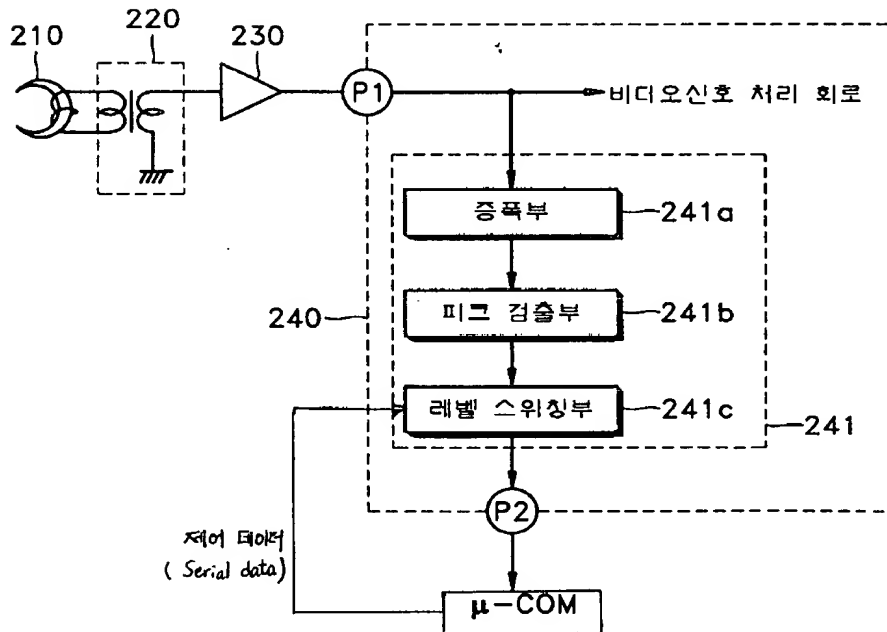 210
220
230
P1
비디오신호 처리 회로
증폭부
241a
240
피크 검출부
241b
레벨 스위칭부
241c
241
P2
제어 데이터
( Serial data)
μ-COM